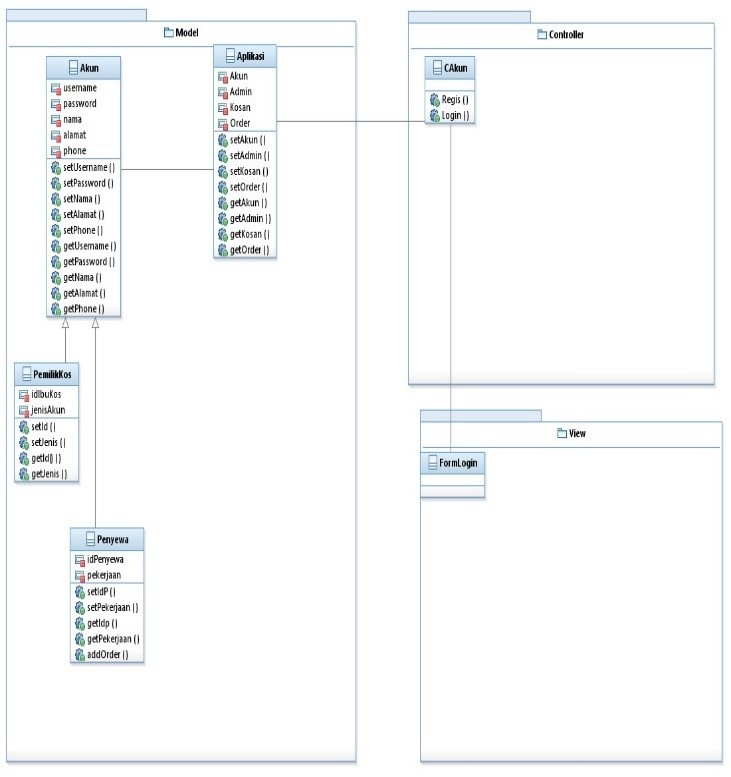 Model
Akun
username
password
nama
alamat
phone
setUsername ()
setPassword ()
setNama ()
setAlamat ()
setPhone ()
getUsername ()
getPassword ()
getNama ()
getAlamat ()
getPhone ()
Aplikasi
Akun
Admin
Kosan
Order
setAkun ()
setAdmin ()
setKosan ()
setOrder ()
getAkun ()
getAdmin ()
getKosan ()
getOrder ()
PemilikKos
idIbuKos
jenisAkun
setId ()
setJenis ()
getId() ()
getJenis ()
Penyewa
idPenyewa
pekerjaan
setIdP ()
setPekerjaan ()
getIdp ()
getPekerjaan ()
addOrder ()
Controller
CAkun
Regis ()
Login ()
View
FormLogin